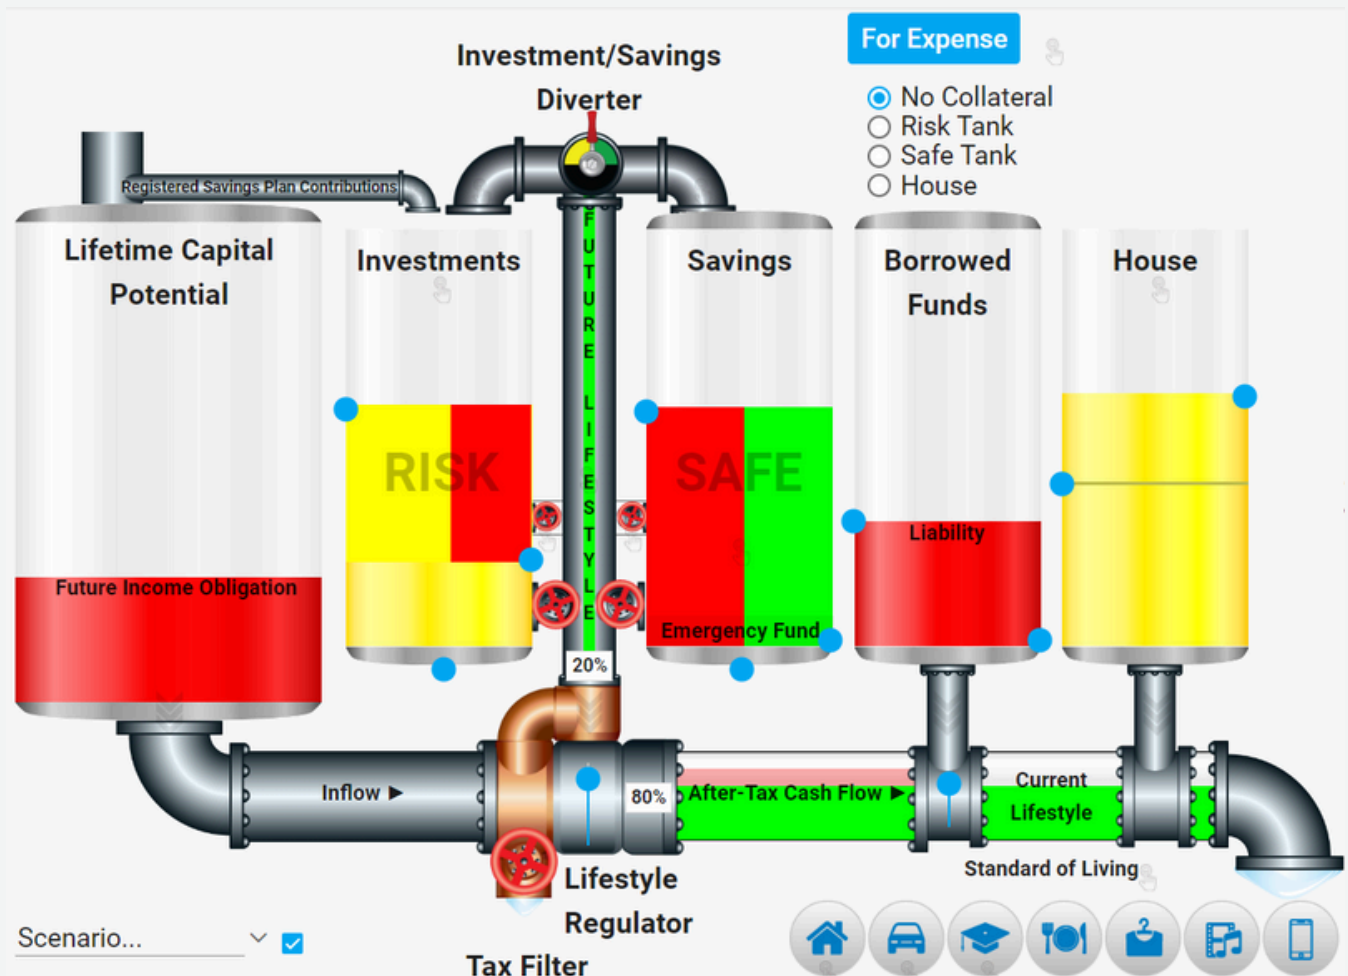 For Expense
Investment/Savings
Diverter
No Collateral
Risk Tank
Safe Tank
House
Registered Savings Plan Contributions
Lifetime Capital
Potential
Investments
Savings
Borrowed
Funds
House
FUTURE LIFESTYLE
RISK
SAFE
Liability
Future Income Obligation
Emergency Fund
20%
Inflow ►
80%
After-Tax Cash Flow ►
Current
Lifestyle
Standard of Living
Lifestyle
Regulator
Scenario...
Tax Filter